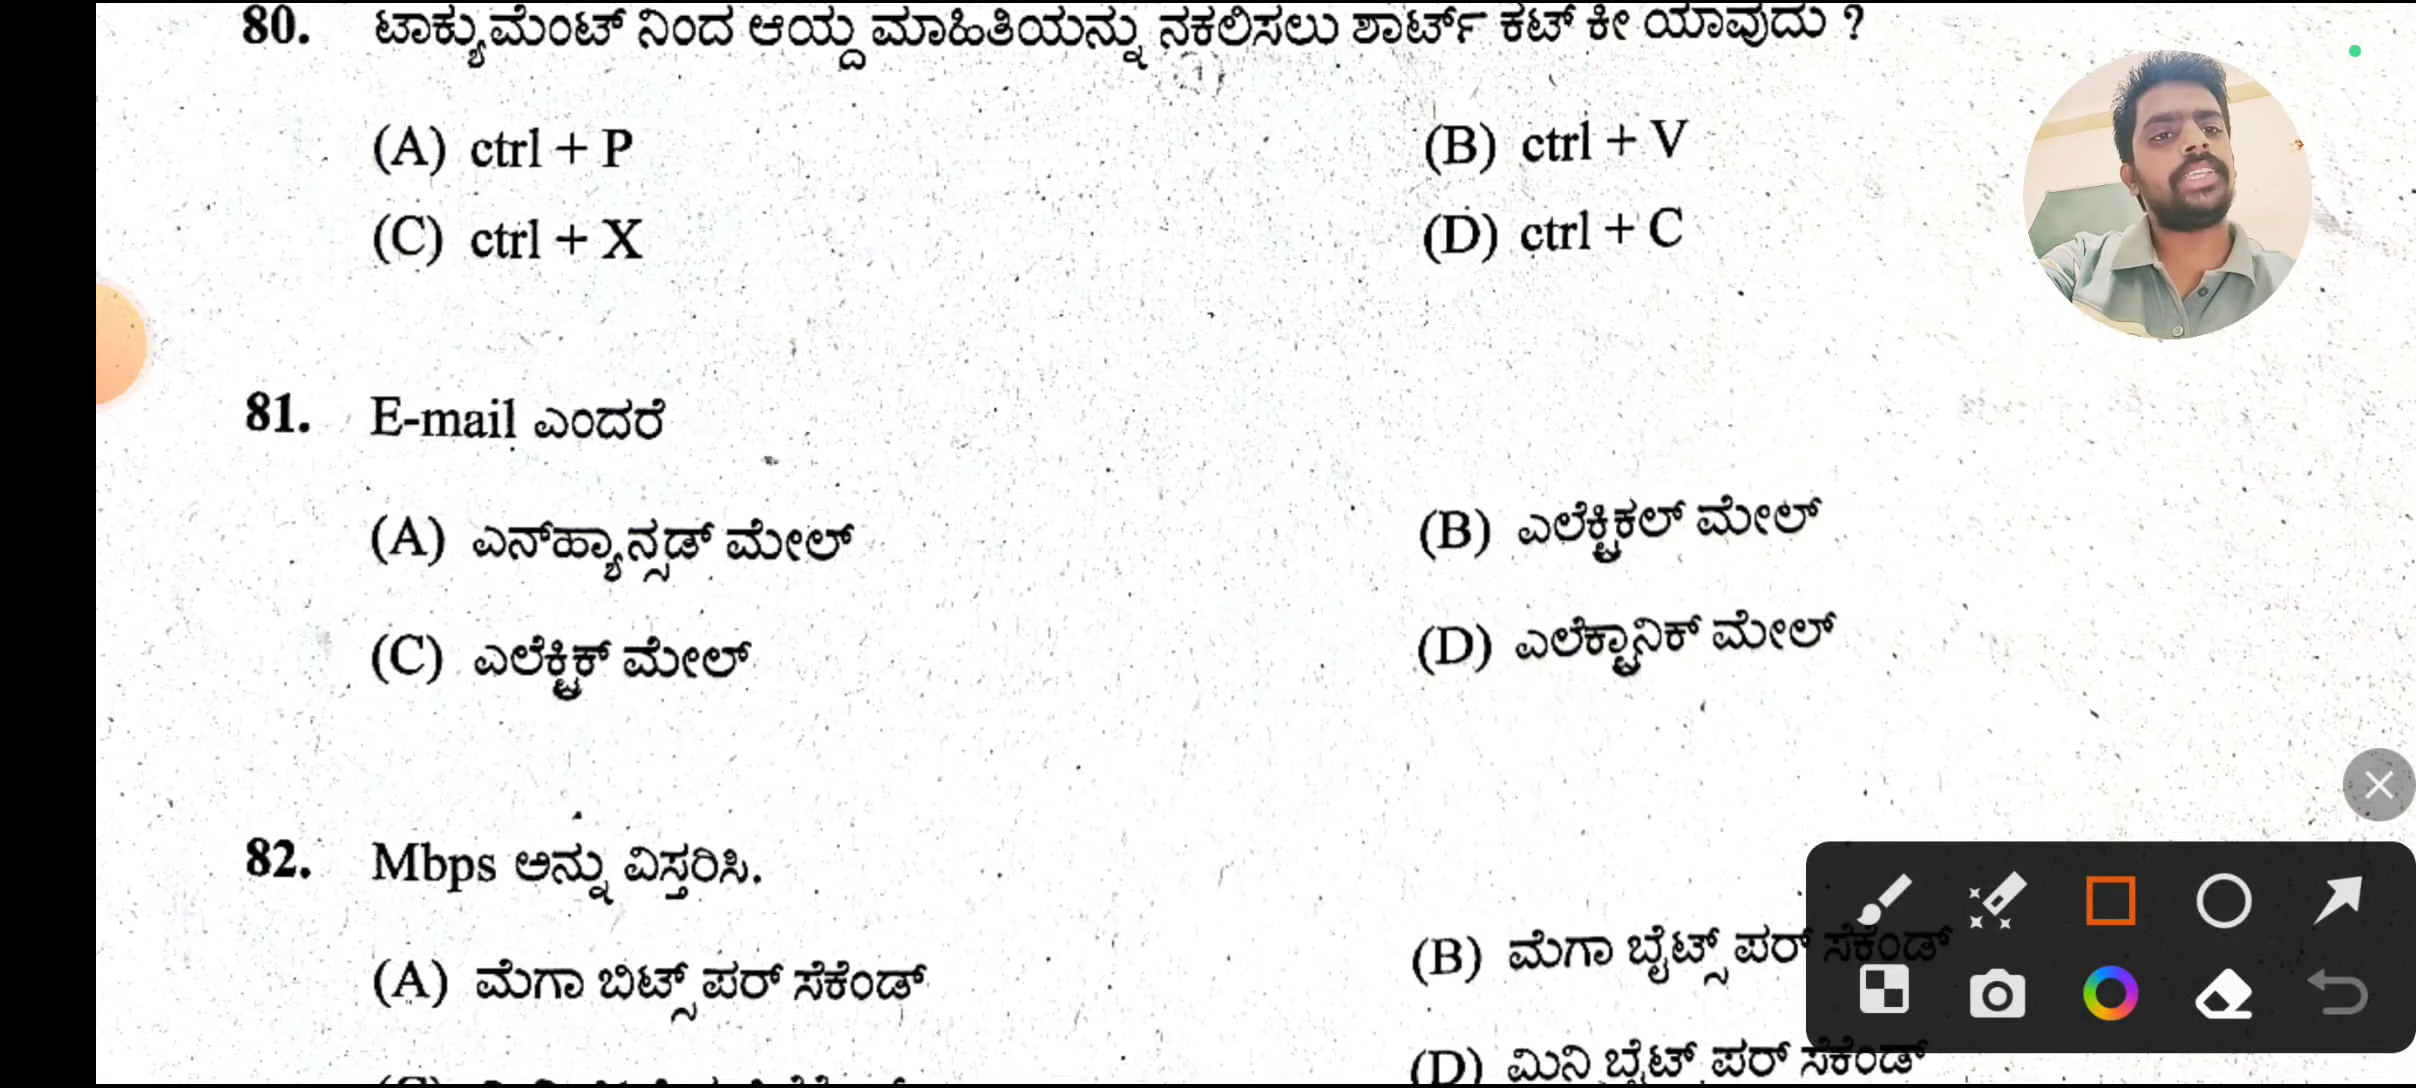 80. ಟಾಕ್ಯುಮೆಂಟ್ ನಿಂದ ಆಯ್ದ ಮಾಹಿತಿಯನ್ನು ನಕಲಿಸಲು ಶಾರ್ಟ್ ಕಟ್ ಕೀ ಯಾವುದು ?
(A) ctrl + P (B) ctrl + V
(C) ctrl + X (D) ctrl + C
81. E-mail ಎಂದರೆ
(A) ಎನ್‌ಹ್ಯಾನ್ಸಡ್ ಮೇಲ್ (B) ಎಲೆಕ್ಟ್ರಿಕಲ್ ಮೇಲ್
(C) ಎಲೆಕ್ಟ್ರಿಕ್ ಮೇಲ್ (D) ಎಲೆಕ್ಟ್ರಾನಿಕ್ ಮೇಲ್
82. Mbps ಅನ್ನು ವಿಸ್ತರಿಸಿ.
(A) ಮೆಗಾ ಬಿಟ್ಸ್ ಪರ್ ಸೆಕೆಂಡ್ (B) ಮೆಗಾ ಬೈಟ್ಸ್ ಪರ್ ಸೆಕೆಂಡ್
(D) ಮಿನಿ ಬೈಟ್ ಪರ್ ಸೆಕೆಂಡ್